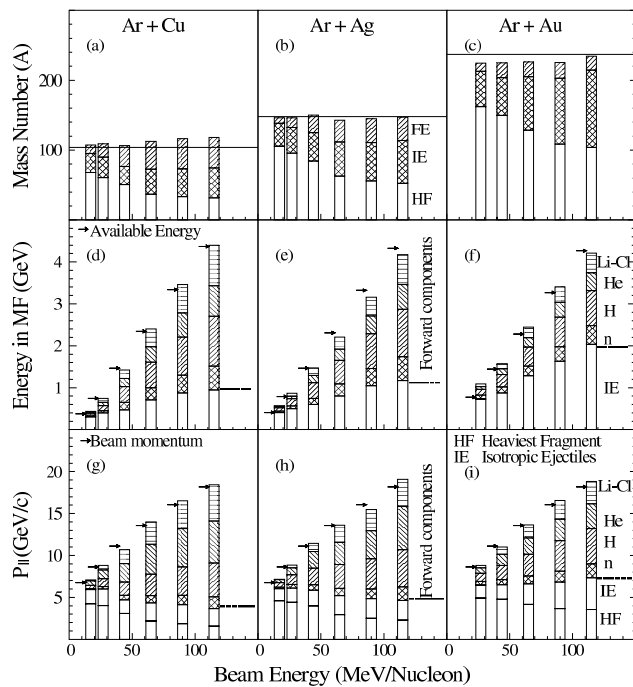 Ar + Cu
Ar + Ag
Ar + Au
(a)
(b)
(c)
Mass Number (A)
200
100
FE
IE
HF
→Available Energy
(d)
(e)
(f)
Energy in MF (GeV)
4
3
2
1
Forward components
Li-Cl
He
H
n
IE
→Beam momentum
HF Heaviest Fragment
IE Isotropic Ejectiles
(g)
(h)
(i)
P||(GeV/c)
20
15
10
5
Forward components
Li-Cl
He
H
n
IE
HF
0 50 100 0 50 100 0 50 100
Beam Energy (MeV/Nucleon)